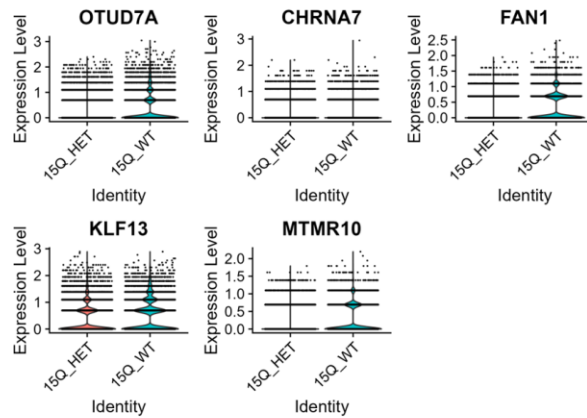 OTUD7A
Expression Level
3
2
1
0
15Q_HET
15Q_WT
Identity
CHRNA7
Expression Level
3
2
1
0
15Q_HET
15Q_WT
Identity
FAN1
Expression Level
2.5
2.0
1.5
1.0
0.5
0.0
15Q_HET
15Q_WT
Identity
KLF13
Expression Level
3
2
1
0
15Q_HET
15Q_WT
Identity
MTMR10
Expression Level
2.0
1.5
1.0
0.5
0.0
15Q_HET
15Q_WT
Identity